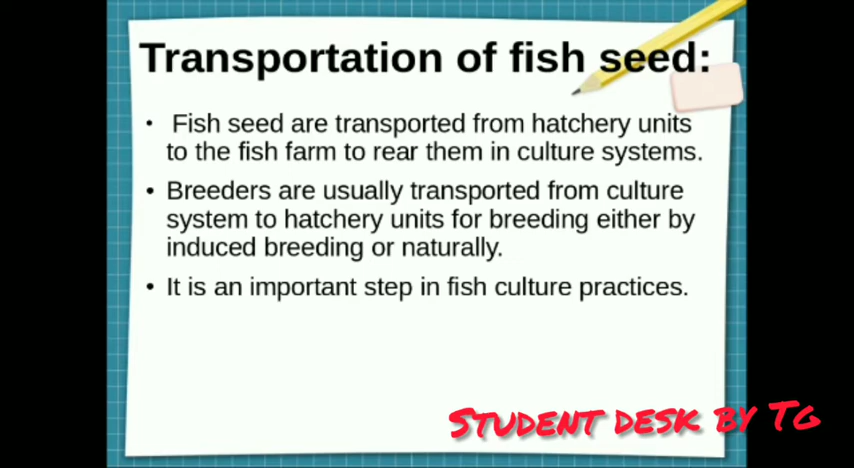 Transportation of fish seed:
• Fish seed are transported from hatchery units
to the fish farm to rear them in culture systems.
• Breeders are usually transported from culture
system to hatchery units for breeding either by
induced breeding or naturally.
• It is an important step in fish culture practices.
STUDENT DESK BY TG